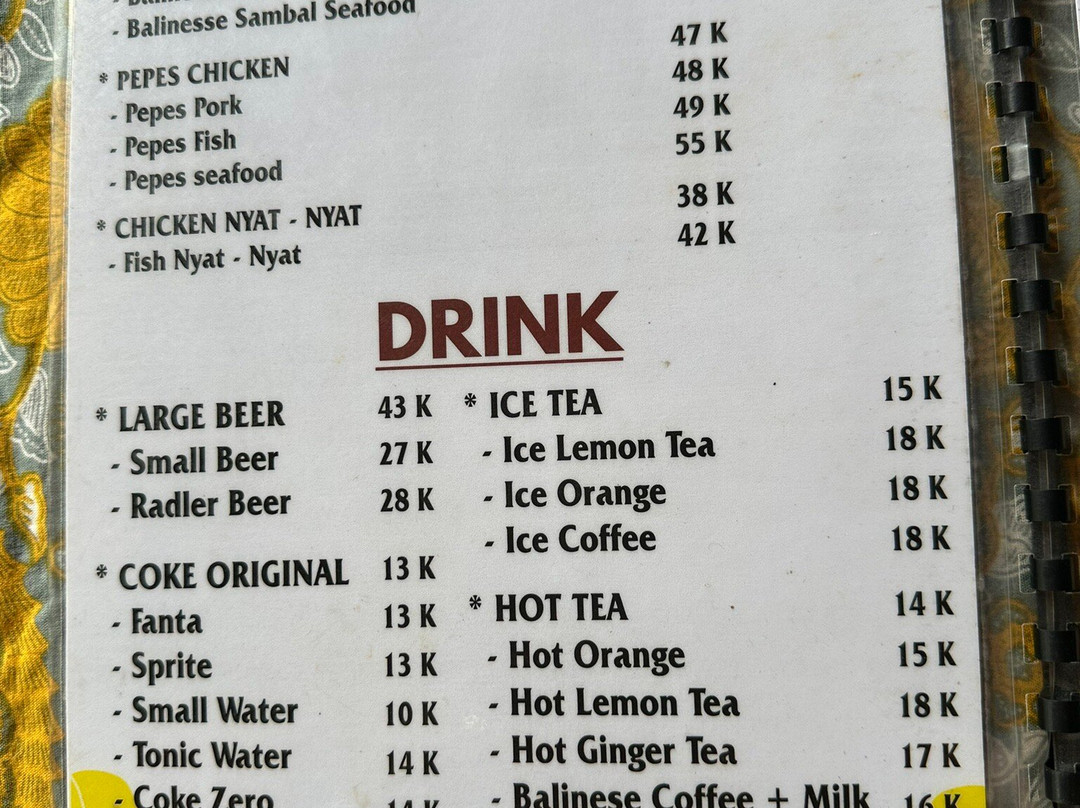 - Balinesse Sambal Seafood
* PEPES CHICKEN 47 K
- Pepes Pork 48 K
- Pepes Fish 49 K
- Pepes seafood 55 K
* CHICKEN NYAT - NYAT 38 K
- Fish Nyat - Nyat 42 K
DRINK
* LARGE BEER 43 K
- Small Beer 27 K
- Radler Beer 28 K
* COKE ORIGINAL 13 K
- Fanta 13 K
- Sprite 13 K
- Small Water 10 K
- Tonic Water 14 K
- Coke Zero 14 K
* ICE TEA 15 K
- Ice Lemon Tea 18 K
- Ice Orange 18 K
- Ice Coffee 18 K
* HOT TEA 14 K
- Hot Orange 15 K
- Hot Lemon Tea 18 K
- Hot Ginger Tea 17 K
- Balinese Coffee + Milk 16 K